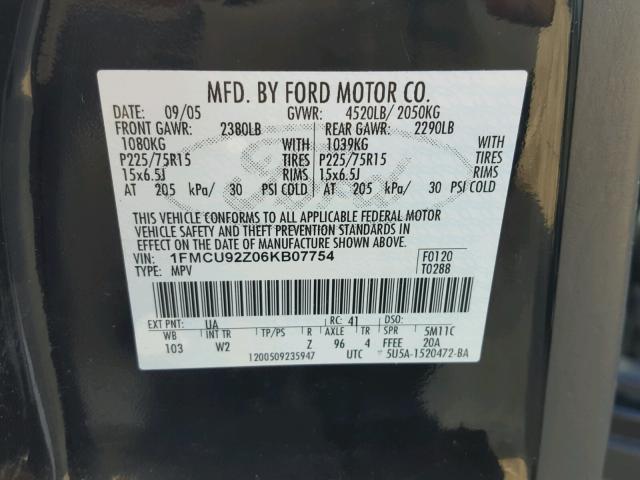 MFD. BY FORD MOTOR CO.
DATE: 09/05 GVWR: 4520LB/ 2050KG
FRONT GAWR: 2380LB REAR GAWR: 2290LB
1080KG WITH 1039KG WITH
P225/75R15 TIRES P225/75R15 TIRES
15x6.5J RIMS 15x6.5J RIMS
AT 205 kPa/ 30 PSI COLD AT 205 kPa/ 30 PSI COLD
Ford
THIS VEHICLE CONFORMS TO ALL APPLICABLE FEDERAL MOTOR
VEHICLE SAFETY AND THEFT PREVENTION STANDARDS IN
EFFECT ON THE DATE OF MANUFACTURE SHOWN ABOVE.
VIN: 1FMCU92Z06KB07754 F0120
TYPE: MPV T0288
EXT PNT: UA RC: 41 DSO:
WB INT TR TP/PS R AXLE TR SPR 5M11C
103 W2 Z 96 4 FFEE 20A
1200509235947 UTC 5U5A-1520472-BA